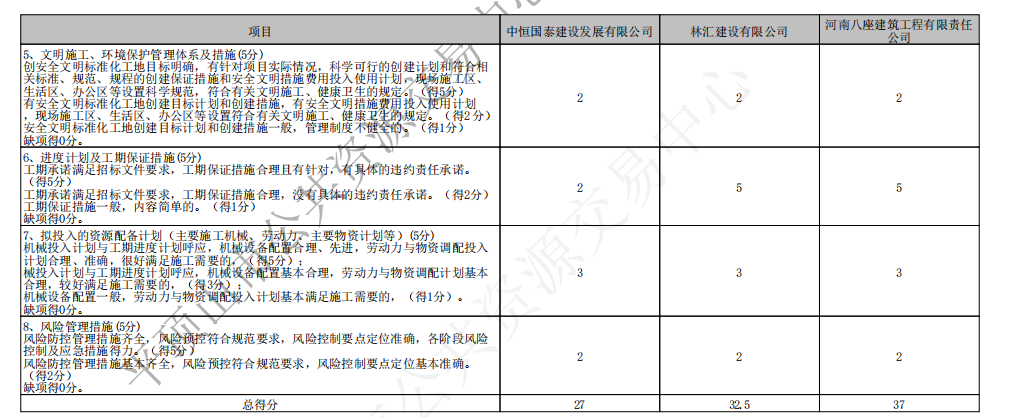 项目
中恒国泰建设发展有限公司
林汇建设有限公司
河南八座建筑工程有限责任
公司
5、文明施工、环境保护管理体系及措施(5分)
创安全文明标准化工地目标明确，有针对项目实际情况，科学可行的创建计划和符合相
关标准、规范、规程的创建保证措施和安全文明措施费用投入使用计划，现场施工区、
生活区、办公区等设置科学规范，符合有关文明施工、健康卫生的规定。（得5分）
有安全文明标准化工地创建目标计划和创建措施，有安全文明措施费用投入使用计划
，现场施工区、生活区、办公区等设置符合有关文明施工、健康卫生的规定。（得2分）
安全文明标准化工地创建目标计划和创建措施一般，管理制度不健全的。（得1分）
缺项得0分。
2
2
2
6、进度计划及工期保证措施(5分)
工期承诺满足招标文件要求，工期保证措施合理且有针对，有具体的违约责任承诺。
（得5分）
工期承诺满足招标文件要求，工期保证措施合理，没有具体的违约责任承诺。（得2分）
工期保证措施一般，内容简单的。（得1分）
缺项得0分。
2
5
5
7、拟投入的资源配备计划（主要施工机械、劳动力、主要物资计划等）(5分)
机械投入计划与工期进度计划呼应，机械设备配置合理、先进，劳动力与物资调配投入
计划合理、准确，很好满足施工需要的，（得5分）；
械投入计划与工期进度计划呼应，机械设备配置基本合理，劳动力与物资调配计划基本
合理，较好满足施工需要的，（得3分）；
机械设备配置一般，劳动力与物资调配投入计划基本满足施工需要的，（得1分）。
缺项得0分。
3
3
3
8、风险管理措施(5分)
风险防控管理措施齐全，风险预控符合规范要求，风险控制要点定位准确，各阶段风险
控制及应急措施得力。（得5分）
风险防控管理措施基本齐全，风险预控符合规范要求，风险控制要点定位基本准确。
（得2分）
缺项得0分。
2
2
2
总得分
27
32.5
37
平顶山市公共资源交易中心
公共资源交易中心